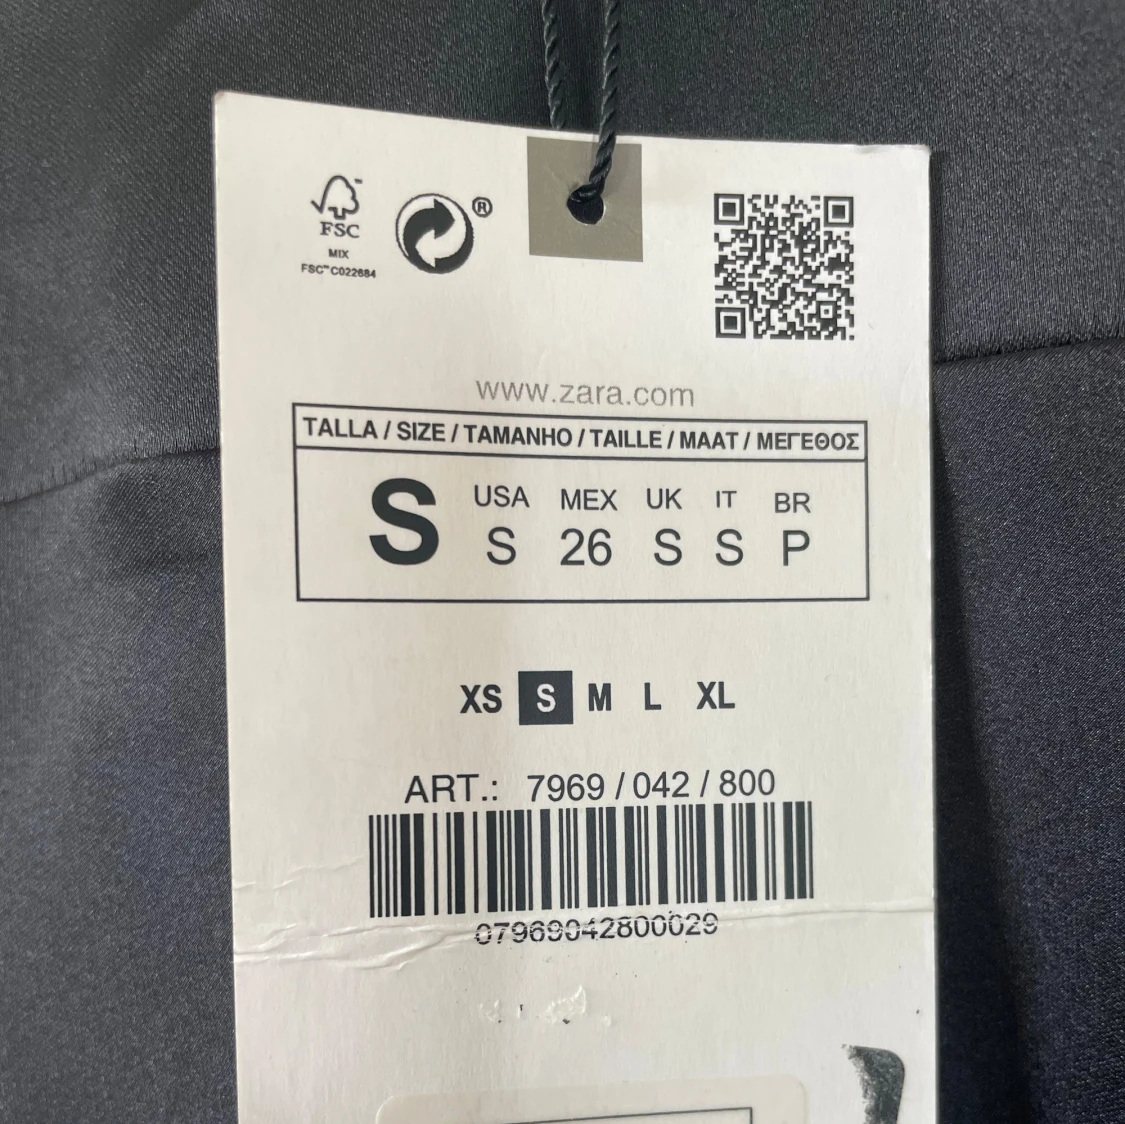 FSC™
MIX
FSC™ C022684
®
www.zara.com
TALLA / SIZE / TAMANHO / TAILLE / MAAT / ΜΕΓΕΘΟΣ
S USA MEX UK IT BR
S 26 S S P
XS S M L XL
ART.: 7969 / 042 / 800
07969042800029